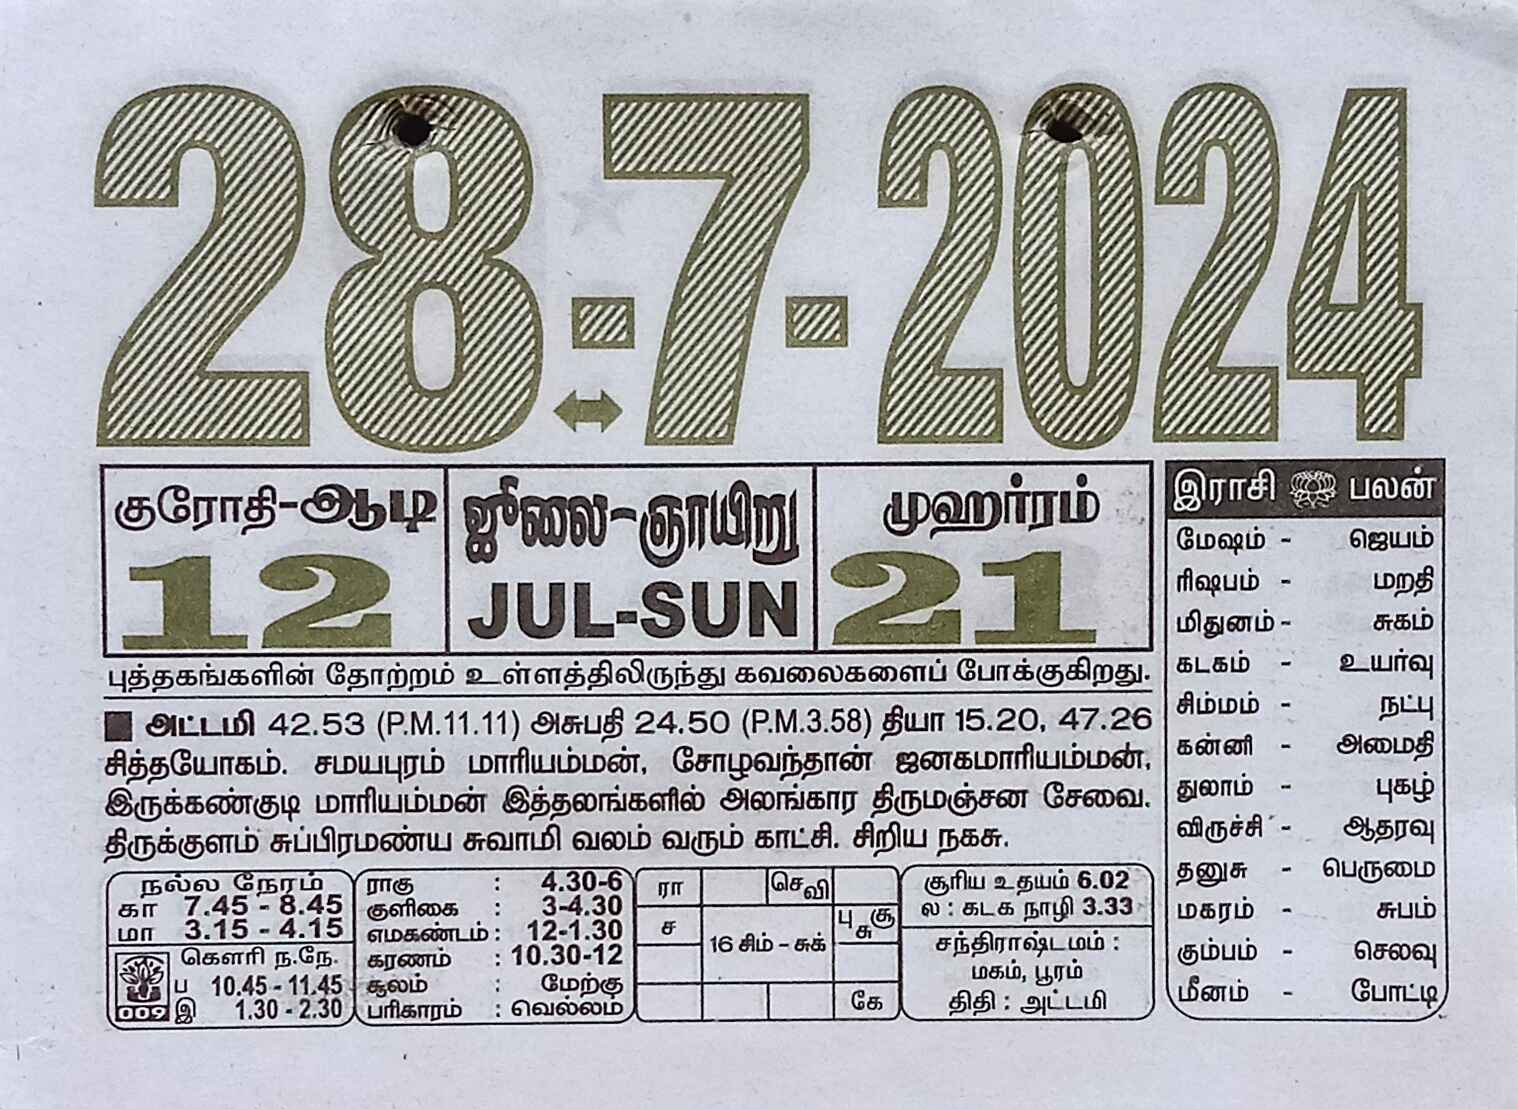 28-7-2024
குரோதி-ஆடி
12
ஜூலை-ஞாயிறு
JUL-SUN
முஹர்ரம்
21
புத்தகங்களின் தோற்றம் உள்ளத்திலிருந்து கவலைகளைப் போக்குகிறது.
அட்டமி 42.53 (P.M.11.11) அசுபதி 24.50 (P.M.3.58) தியா 15.20, 47.26
சித்தயோகம். சமயபுரம் மாரியம்மன், சோழவந்தான் ஜனகமாரியம்மன்,
இருக்கண்குடி மாரியம்மன் இத்தலங்களில் அலங்கார திருமஞ்சன சேவை.
திருக்குளம் சுப்பிரமண்ய சுவாமி வலம் வரும் காட்சி. சிறிய நகசு.
நல்ல நேரம்
கா 7.45 - 8.45
மா 3.15 - 4.15
கௌரி ந.நே.
ப 10.45 - 11.45
இ 1.30 - 2.30
009
ராகு : 4.30-6
குளிகை : 3-4.30
எமகண்டம் : 12-1.30
கரணம் : 10.30-12
சூலம் : மேற்கு
பரிகாரம் : வெல்லம்
ரா
செ வி
ச
16 சிம் - சுக்
பு சூ
சு
கே
சூரிய உதயம் 6.02
ல : கடக நாழி 3.33
சந்திராஷ்டமம் :
மகம், பூரம்
திதி : அட்டமி
இராசி பலன்
மேஷம் - ஜெயம்
ரிஷபம் - மறதி
மிதுனம் - சுகம்
கடகம் - உயர்வு
சிம்மம் - நட்பு
கன்னி - அமைதி
துலாம் - புகழ்
விருச்சி - ஆதரவு
தனுசு - பெருமை
மகரம் - சுபம்
கும்பம் - செலவு
மீனம் - போட்டி